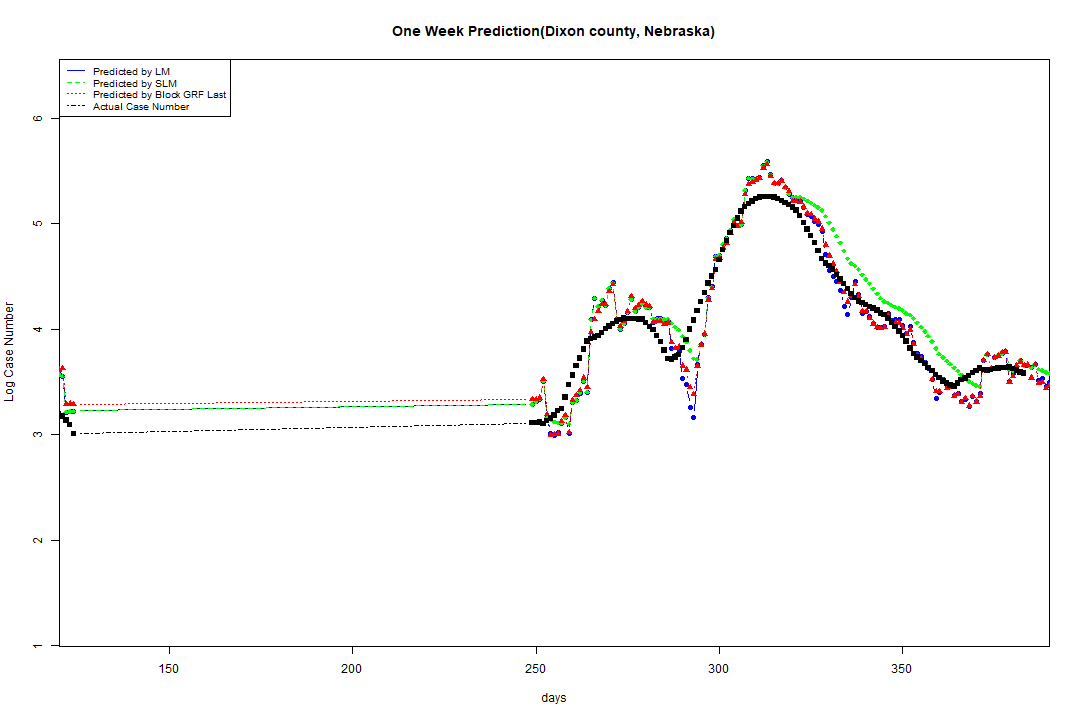 One Week Prediction(Dixon county, Nebraska)
Predicted by LM
Predicted by SLM
Predicted by Block GRF Last
Actual Case Number
Log Case Number
6
5
4
3
2
1
150 200 250 300 350
days